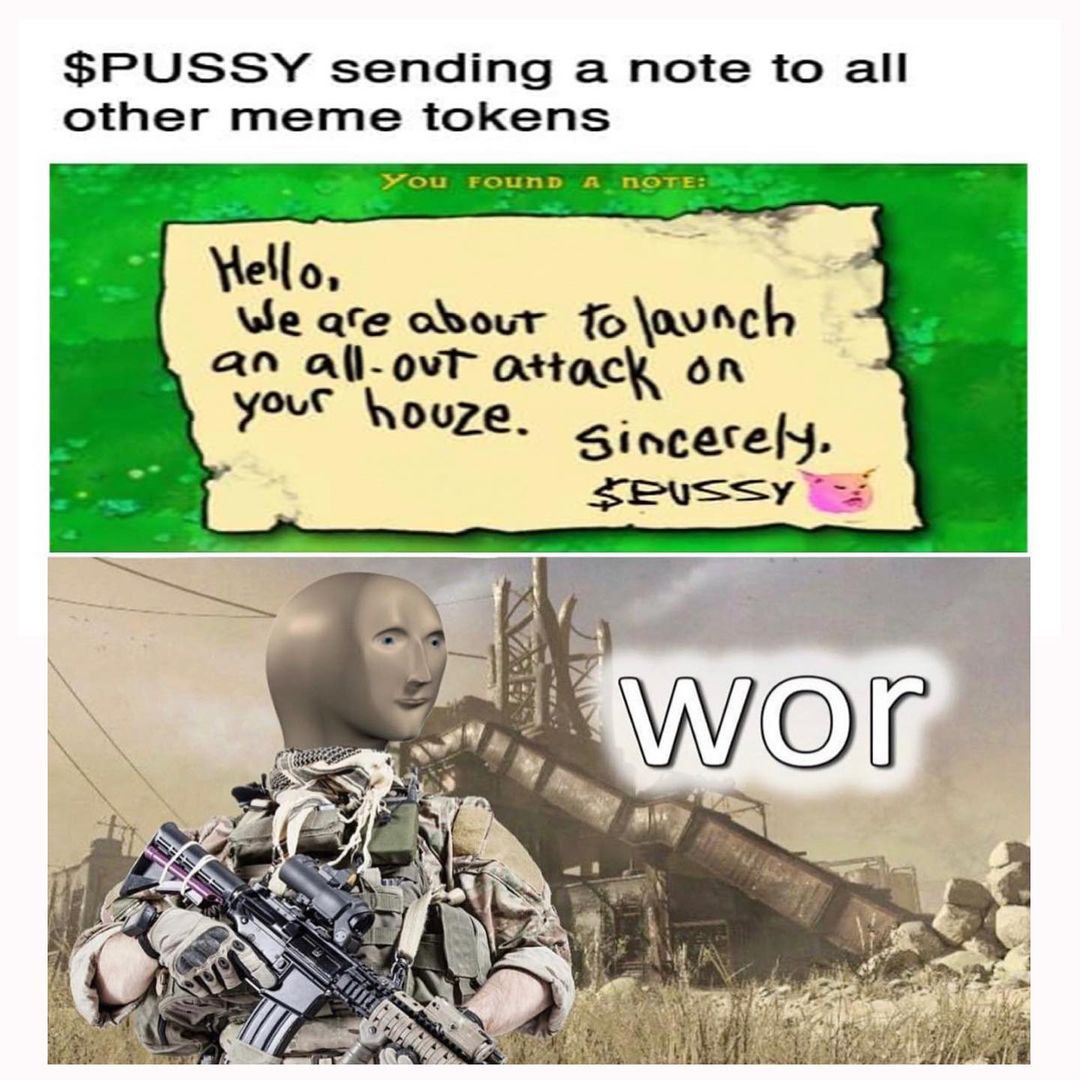 $PUSSY sending a note to all
other meme tokens
YOU FOUND A NOTE:
Hello,
We are about to launch
an all-out attack on
your houze.
Sincerely,
$PUSSY
wor